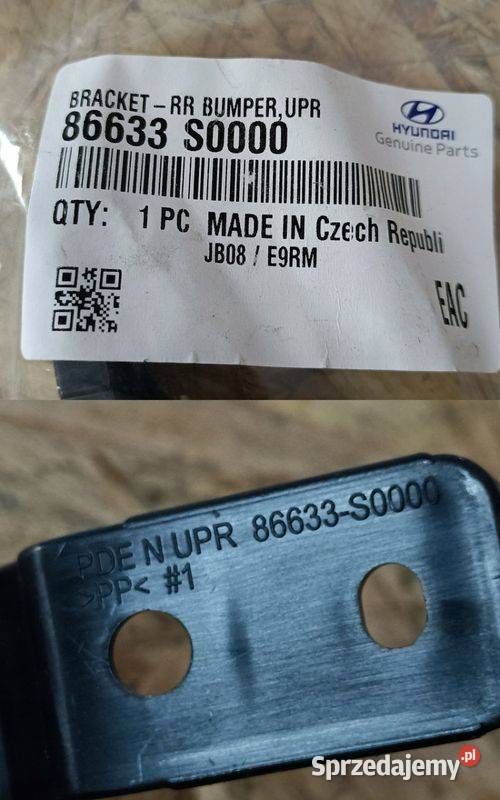 BRACKET-RR BUMPER,UPR
86633 S0000
HYUNDAI
Genuine Parts
QTY: 1 PC MADE IN Czech Republi
JB08 / E9RM
EAC
PDE N UPR 86633-S0000
>PP< #1
Sprzedajemy.pl